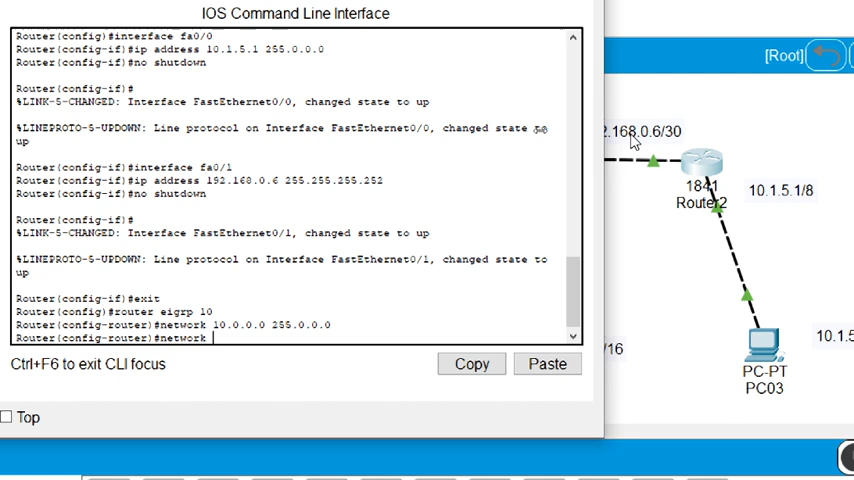 IOS Command Line Interface
Router(config)#interface fa0/0
Router(config-if)#ip address 10.1.5.1 255.0.0.0
Router(config-if)#no shutdown
Router(config-if)#
%LINK-5-CHANGED: Interface FastEthernet0/0, changed state to up
%LINEPROTO-5-UPDOWN: Line protocol on Interface FastEthernet0/0, changed state
up
Router(config-if)#interface fa0/1
Router(config-if)#ip address 192.168.0.6 255.255.255.252
Router(config-if)#no shutdown
Router(config-if)#
%LINK-5-CHANGED: Interface FastEthernet0/1, changed state to up
%LINEPROTO-5-UPDOWN: Line protocol on Interface FastEthernet0/1, changed state to
up
Router(config-if)#exit
Router(config)#router eigrp 10
Router(config-router)#network 10.0.0.0 255.0.0.0
Router(config-router)#network
Ctrl+F6 to exit CLI focus
Copy
Paste
Top
[Root]
2.168.0.6/30
1841
Router2
10.1.5.1/8
/16
10.1.5
PC-PT
PC03